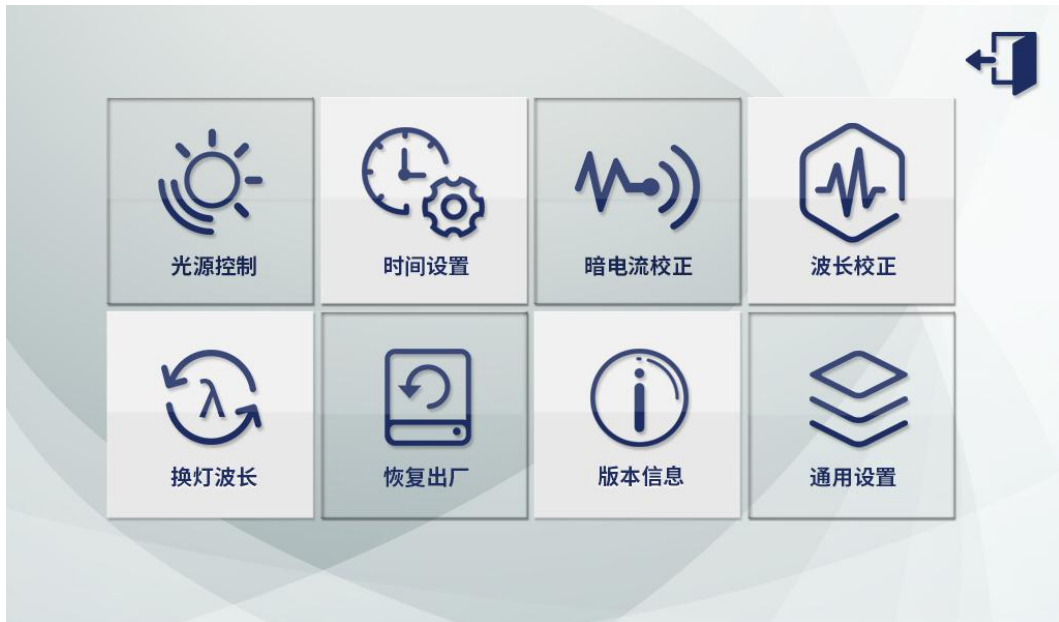 光源控制
时间设置
暗电流校正
波长校正
λ
换灯波长
恢复出厂
版本信息
通用设置